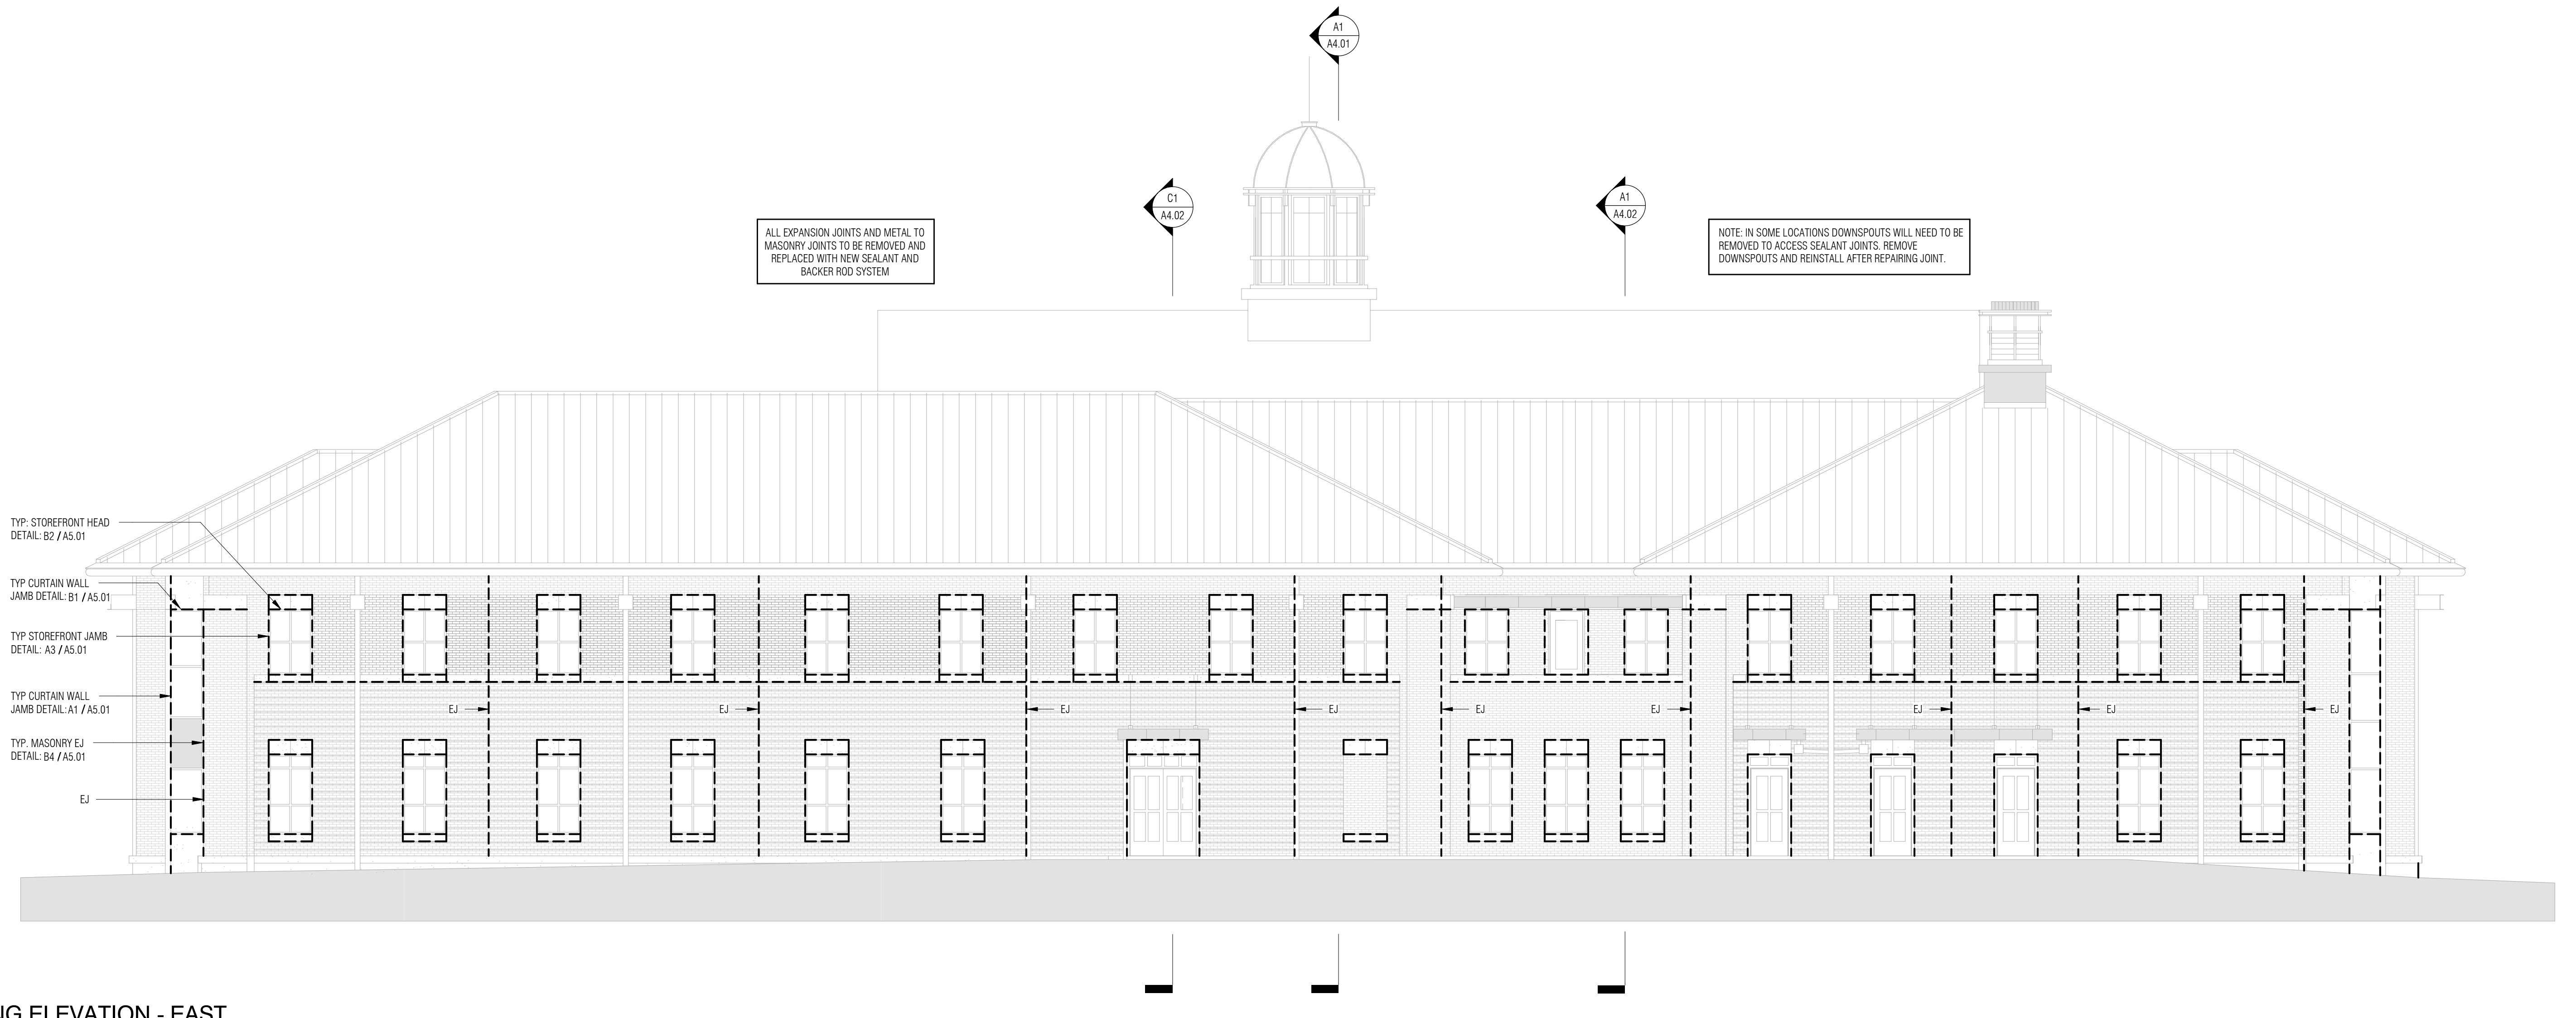 A1
A4.01
C1
A4.02
A1
A4.02
ALL EXPANSION JOINTS AND METAL TO
MASONRY JOINTS TO BE REMOVED AND
REPLACED WITH NEW SEALANT AND
BACKER ROD SYSTEM
NOTE: IN SOME LOCATIONS DOWNSPOUTS WILL NEED TO BE
REMOVED TO ACCESS SEALANT JOINTS. REMOVE
DOWNSPOUTS AND REINSTALL AFTER REPAIRING JOINT.
TYP: STOREFRONT HEAD
DETAIL: B2 / A5.01
TYP CURTAIN WALL
JAMB DETAIL: B1 / A5.01
TYP STOREFRONT JAMB
DETAIL: A3 / A5.01
TYP CURTAIN WALL
JAMB DETAIL: A1 / A5.01
EJ
EJ
EJ
EJ
EJ
EJ
EJ
EJ
EJ
TYP. MASONRY EJ
DETAIL: B4 / A5.01
EJ
NG ELEVATION - EAST